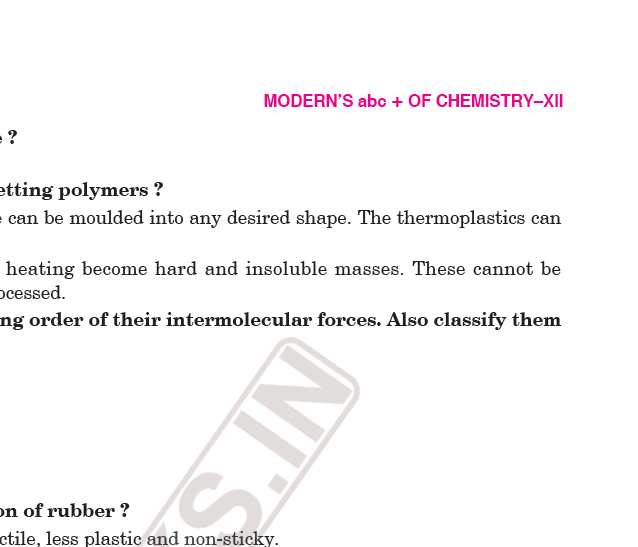 MODERN'S abc + OF CHEMISTRY–XII
e ?
etting polymers ?
e can be moulded into any desired shape. The thermoplastics can
heating become hard and insoluble masses. These cannot be
ocessed.
ng order of their intermolecular forces. Also classify them
on of rubber ?
ctile, less plastic and non-sticky.
S.IN